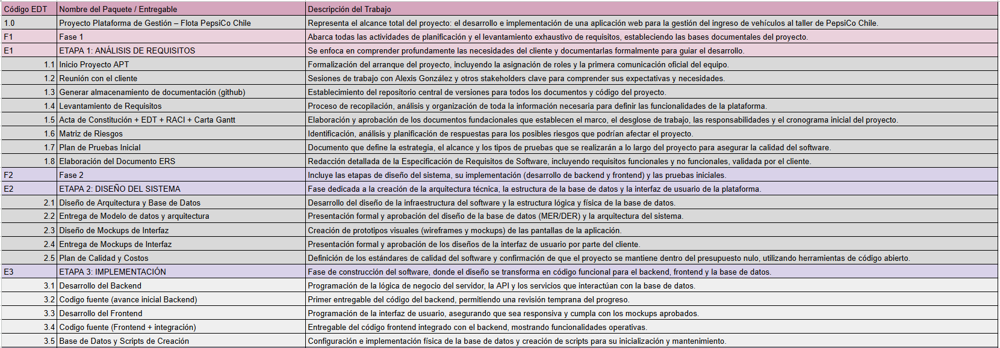 Código EDT Nombre del Paquete / Entregable Descripción del Trabajo
1.0 Proyecto Plataforma de Gestión – Flota PepsiCo Chile Representa el alcance total del proyecto: el desarrollo e implementación de una aplicación web para la gestión del ingreso de vehículos al taller de PepsiCo Chile.
F1 Fase 1 Abarca todas las actividades de planificación y el levantamiento exhaustivo de requisitos, estableciendo las bases documentales del proyecto.
E1 ETAPA 1: ANÁLISIS DE REQUISITOS Se enfoca en comprender profundamente las necesidades del cliente y documentarlas formalmente para guiar el desarrollo.
1.1 Inicio Proyecto APT Formalización del arranque del proyecto, incluyendo la asignación de roles y la primera comunicación oficial del equipo.
1.2 Reunión con el cliente Sesiones de trabajo con Alexis González y otros stakeholders clave para comprender sus expectativas y necesidades.
1.3 Generar almacenamiento de documentación (github) Establecimiento del repositorio central de versiones para todos los documentos y código del proyecto.
1.4 Levantamiento de Requisitos Proceso de recopilación, análisis y organización de toda la información necesaria para definir las funcionalidades de la plataforma.
1.5 Acta de Constitución + EDT + RACI + Carta Gantt Elaboración y aprobación de los documentos fundacionales que establecen el marco, el desglose de trabajo, las responsabilidades y el cronograma inicial del proyecto.
1.6 Matriz de Riesgos Identificación, análisis y planificación de respuestas para los posibles riesgos que podrían afectar el proyecto.
1.7 Plan de Pruebas Inicial Documento que define la estrategia, el alcance y los tipos de pruebas que se realizarán a lo largo del proyecto para asegurar la calidad del software.
1.8 Elaboración del Documento ERS Redacción detallada de la Especificación de Requisitos de Software, incluyendo requisitos funcionales y no funcionales, validada por el cliente.
F2 Fase 2 Incluye las etapas de diseño del sistema, su implementación (desarrollo de backend y frontend) y las pruebas iniciales.
E2 ETAPA 2: DISEÑO DEL SISTEMA Fase dedicada a la creación de la arquitectura técnica, la estructura de la base de datos y la interfaz de usuario de la plataforma.
2.1 Diseño de Arquitectura y Base de Datos Desarrollo del diseño de la infraestructura del software y la estructura lógica y física de la base de datos.
2.2 Entrega de Modelo de datos y arquitectura Presentación formal y aprobación del diseño de la base de datos (MER/DER) y la arquitectura del sistema.
2.3 Diseño de Mockups de Interfaz Creación de prototipos visuales (wireframes y mockups) de las pantallas de la aplicación.
2.4 Entrega de Mockups de Interfaz Presentación formal y aprobación de los diseños de la interfaz de usuario por parte del cliente.
2.5 Plan de Calidad y Costos Definición de los estándares de calidad del software y confirmación de que el proyecto se mantiene dentro del presupuesto nulo, utilizando herramientas de código abierto.
E3 ETAPA 3: IMPLEMENTACIÓN Fase de construcción del software, donde el diseño se transforma en código funcional para el backend, frontend y la base de datos.
3.1 Desarrollo del Backend Programación de la lógica de negocio del servidor, la API y los servicios que interactúan con la base de datos.
3.2 Codigo fuente (avance inicial Backend) Primer entregable del código del backend, permitiendo una revisión temprana del progreso.
3.3 Desarrollo del Frontend Programación de la interfaz de usuario, asegurando que sea responsiva y cumpla con los mockups aprobados.
3.4 Codigo fuente (Frontend + integración) Entregable del código frontend integrado con el backend, mostrando funcionalidades operativas.
3.5 Base de Datos y Scripts de Creación Configuración e implementación física de la base de datos y creación de scripts para su inicialización y mantenimiento.